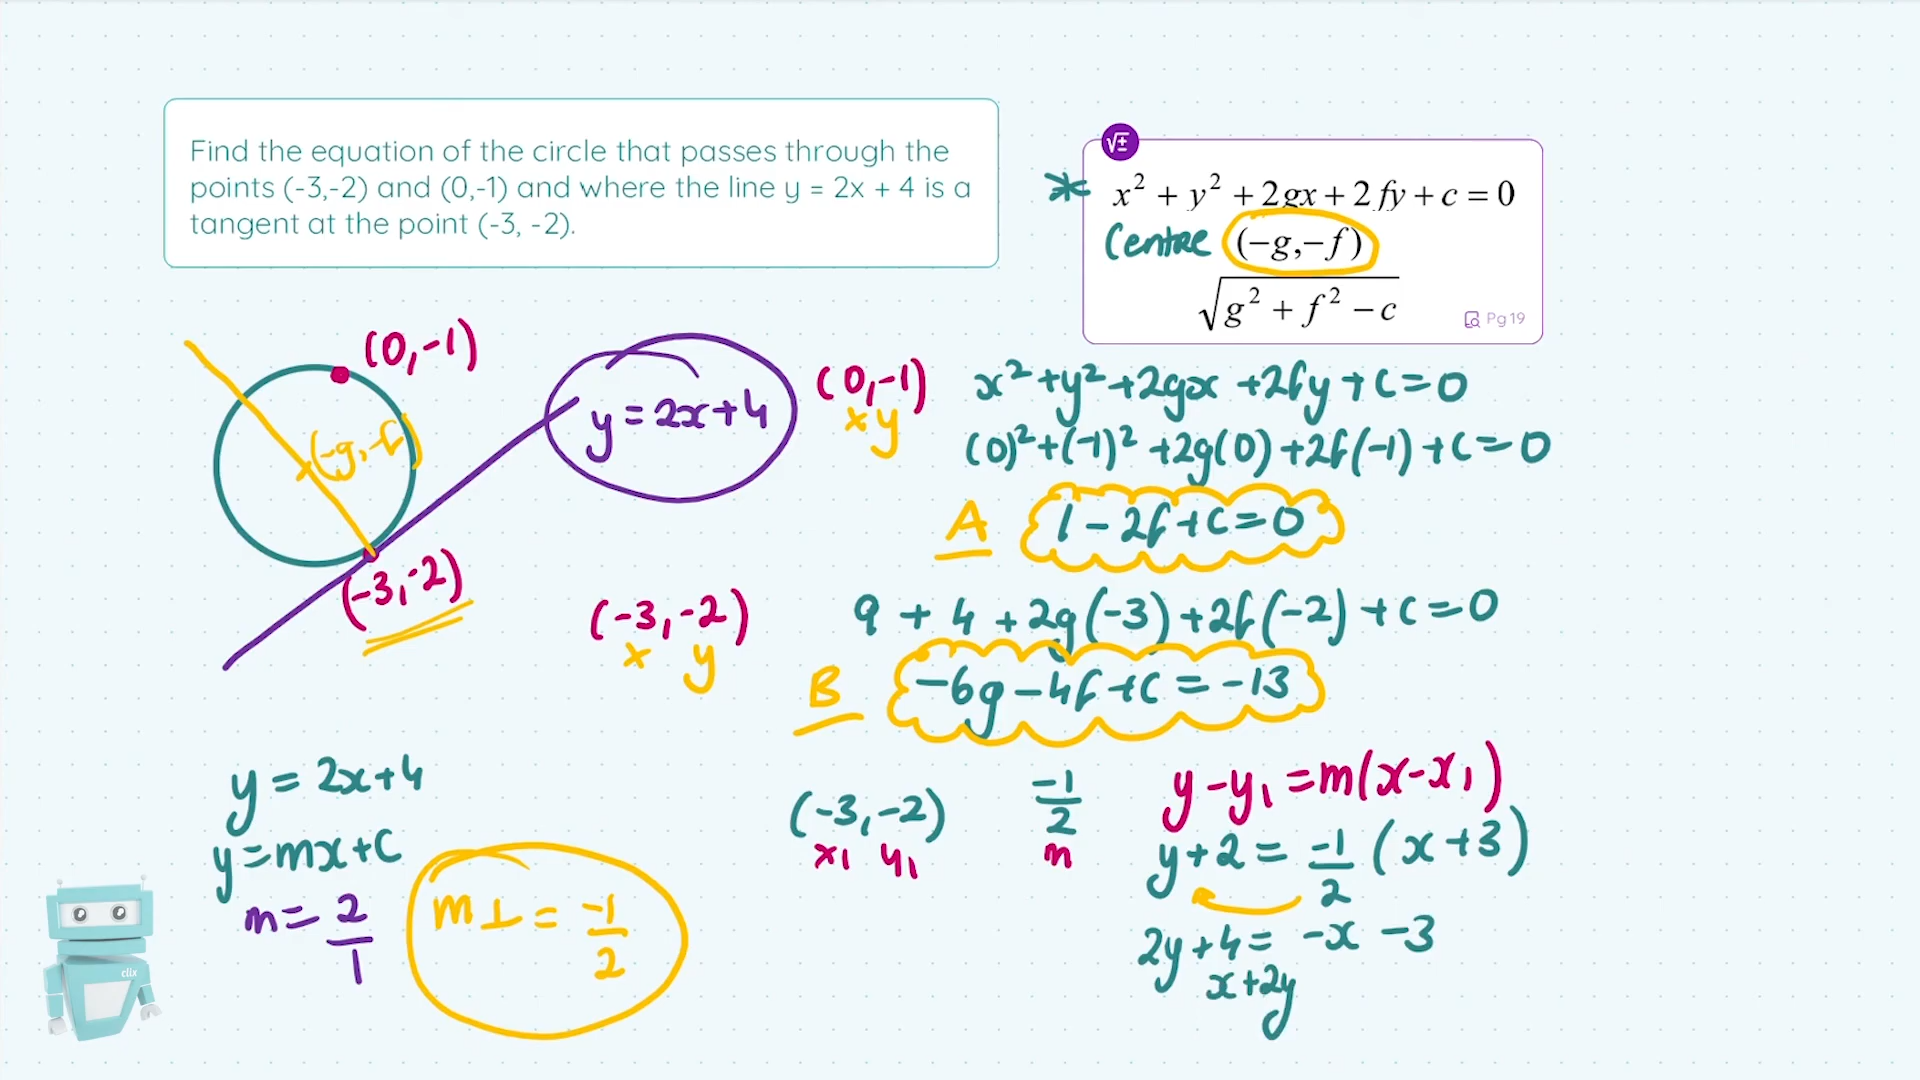 Find the equation of the circle that passes through the
points (-3,-2) and (0,-1) and where the line y = 2x + 4 is a
tangent at the point (-3, -2).
√±
* x² + y² + 2gx + 2fy + c = 0
Centre (−g,−f)
√(g² + f² − c)
Pg 19
(0,-1)
(-g,-f)
(-3,-2)
y = 2x+4
(0,-1)
x y
x²+y²+2gx +2fy+c=0
(0)²+(-1)²+2g(0)+2f(-1)+c=0
A 1-2f+c=0
(-3,-2)
x y
9 + 4 +2g(-3)+2f(-2)+c=0
B -6g-4f+c=-13
y = 2x+4
y=mx+c
m= 2/1
m⊥ = -1/2
(-3,-2)
x₁ y₁
-1/2
m
y-y₁=m(x-x₁)
y+2= -1/2 (x+3)
2y+4= -x -3
x+2y
clix